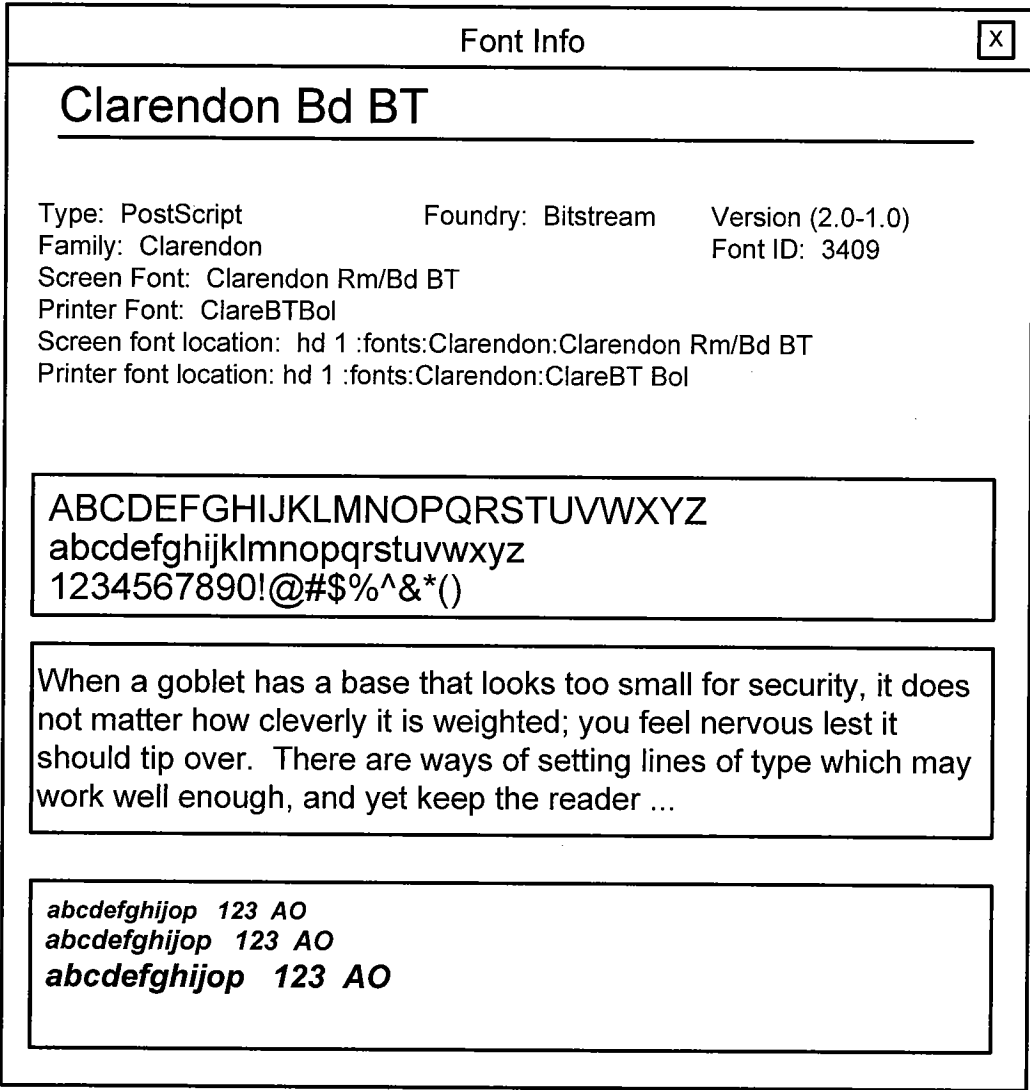 Font Info X
Clarendon Bd BT
Type: PostScript Foundry: Bitstream Version (2.0-1.0)
Family: Clarendon Font ID: 3409
Screen Font: Clarendon Rm/Bd BT
Printer Font: ClareBTBol
Screen font location: hd 1 :fonts:Clarendon:Clarendon Rm/Bd BT
Printer font location: hd 1 :fonts:Clarendon:ClareBT Bol
ABCDEFGHIJKLMNOPQRSTUVWXYZ
abcdefghijklmnopqrstuvwxyz
1234567890!@#$%^&*()
When a goblet has a base that looks too small for security, it does
not matter how cleverly it is weighted; you feel nervous lest it
should tip over. There are ways of setting lines of type which may
work well enough, and yet keep the reader ...
abcdefghijop 123 AO
abcdefghijop 123 AO
abcdefghijop 123 AO